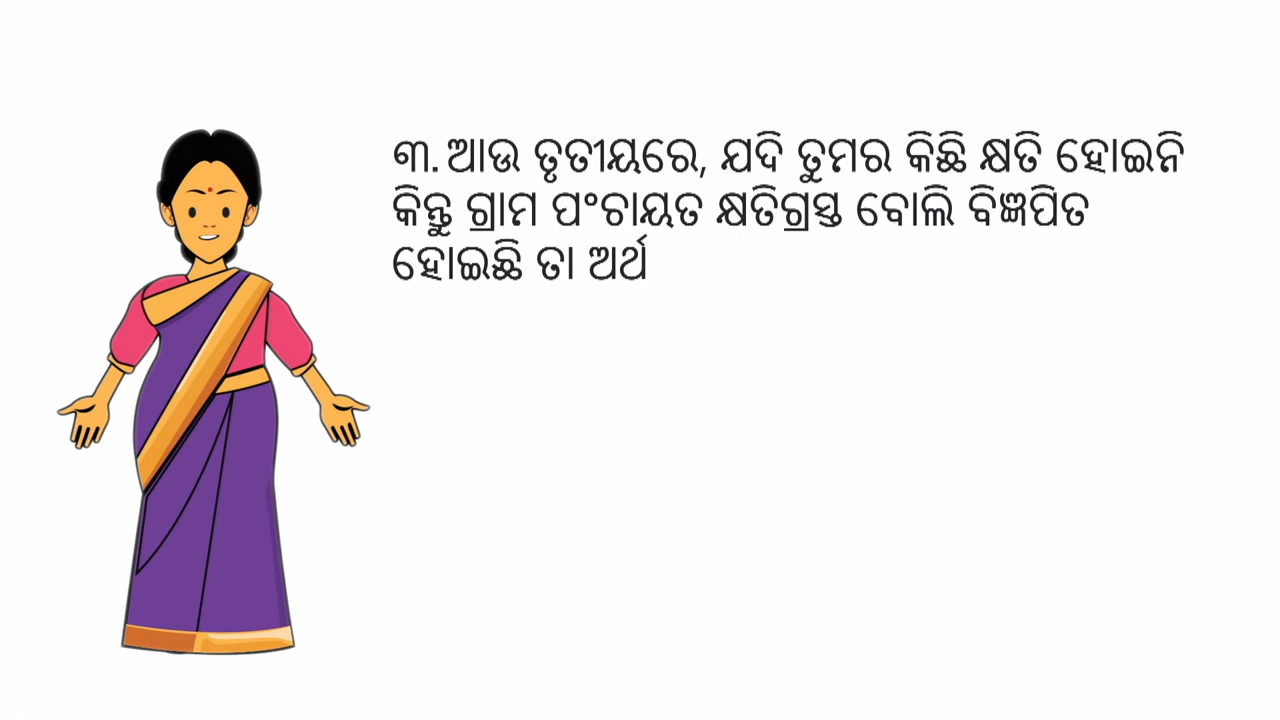 ୩. ଆଉ ତୃତୀୟରେ, ଯଦି ତୁମର କିଛି କ୍ଷତି ହୋଇନି
କିନ୍ତୁ ଗ୍ରାମ ପଂଚାୟତ କ୍ଷତିଗ୍ରସ୍ତ ବୋଲି ବିଜ୍ଞପିତ
ହୋଇଛି ତା ଅର୍ଥ